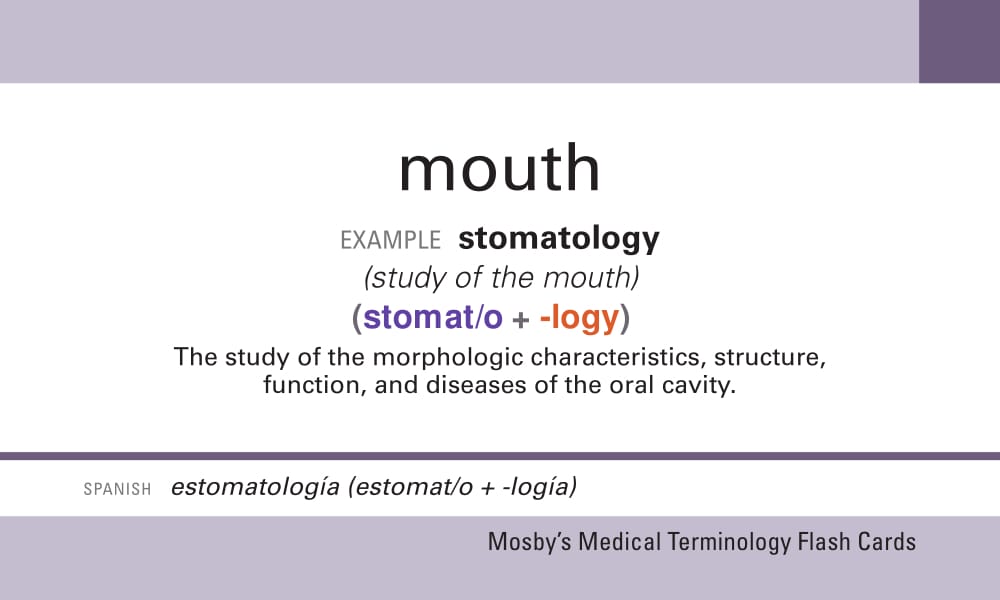 mouth
EXAMPLE stomatology
(study of the mouth)
(stomat/o + -logy)
The study of the morphologic characteristics, structure,
function, and diseases of the oral cavity.
SPANISH estomatología (estomat/o + -logía)
Mosby’s Medical Terminology Flash Cards